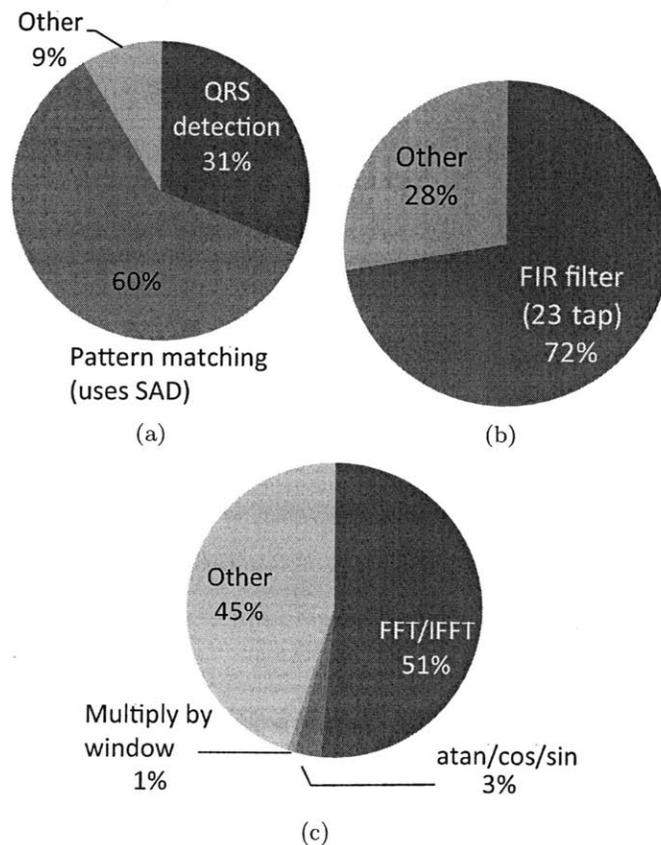 Other
9%
QRS
detection
31%
60%
Pattern matching
(uses SAD)
(a)
Other
28%
FIR filter
(23 tap)
72%
(b)
Other
45%
FFT/IFFT
51%
Multiply by
window
1%
atan/cos/sin
3%
(c)